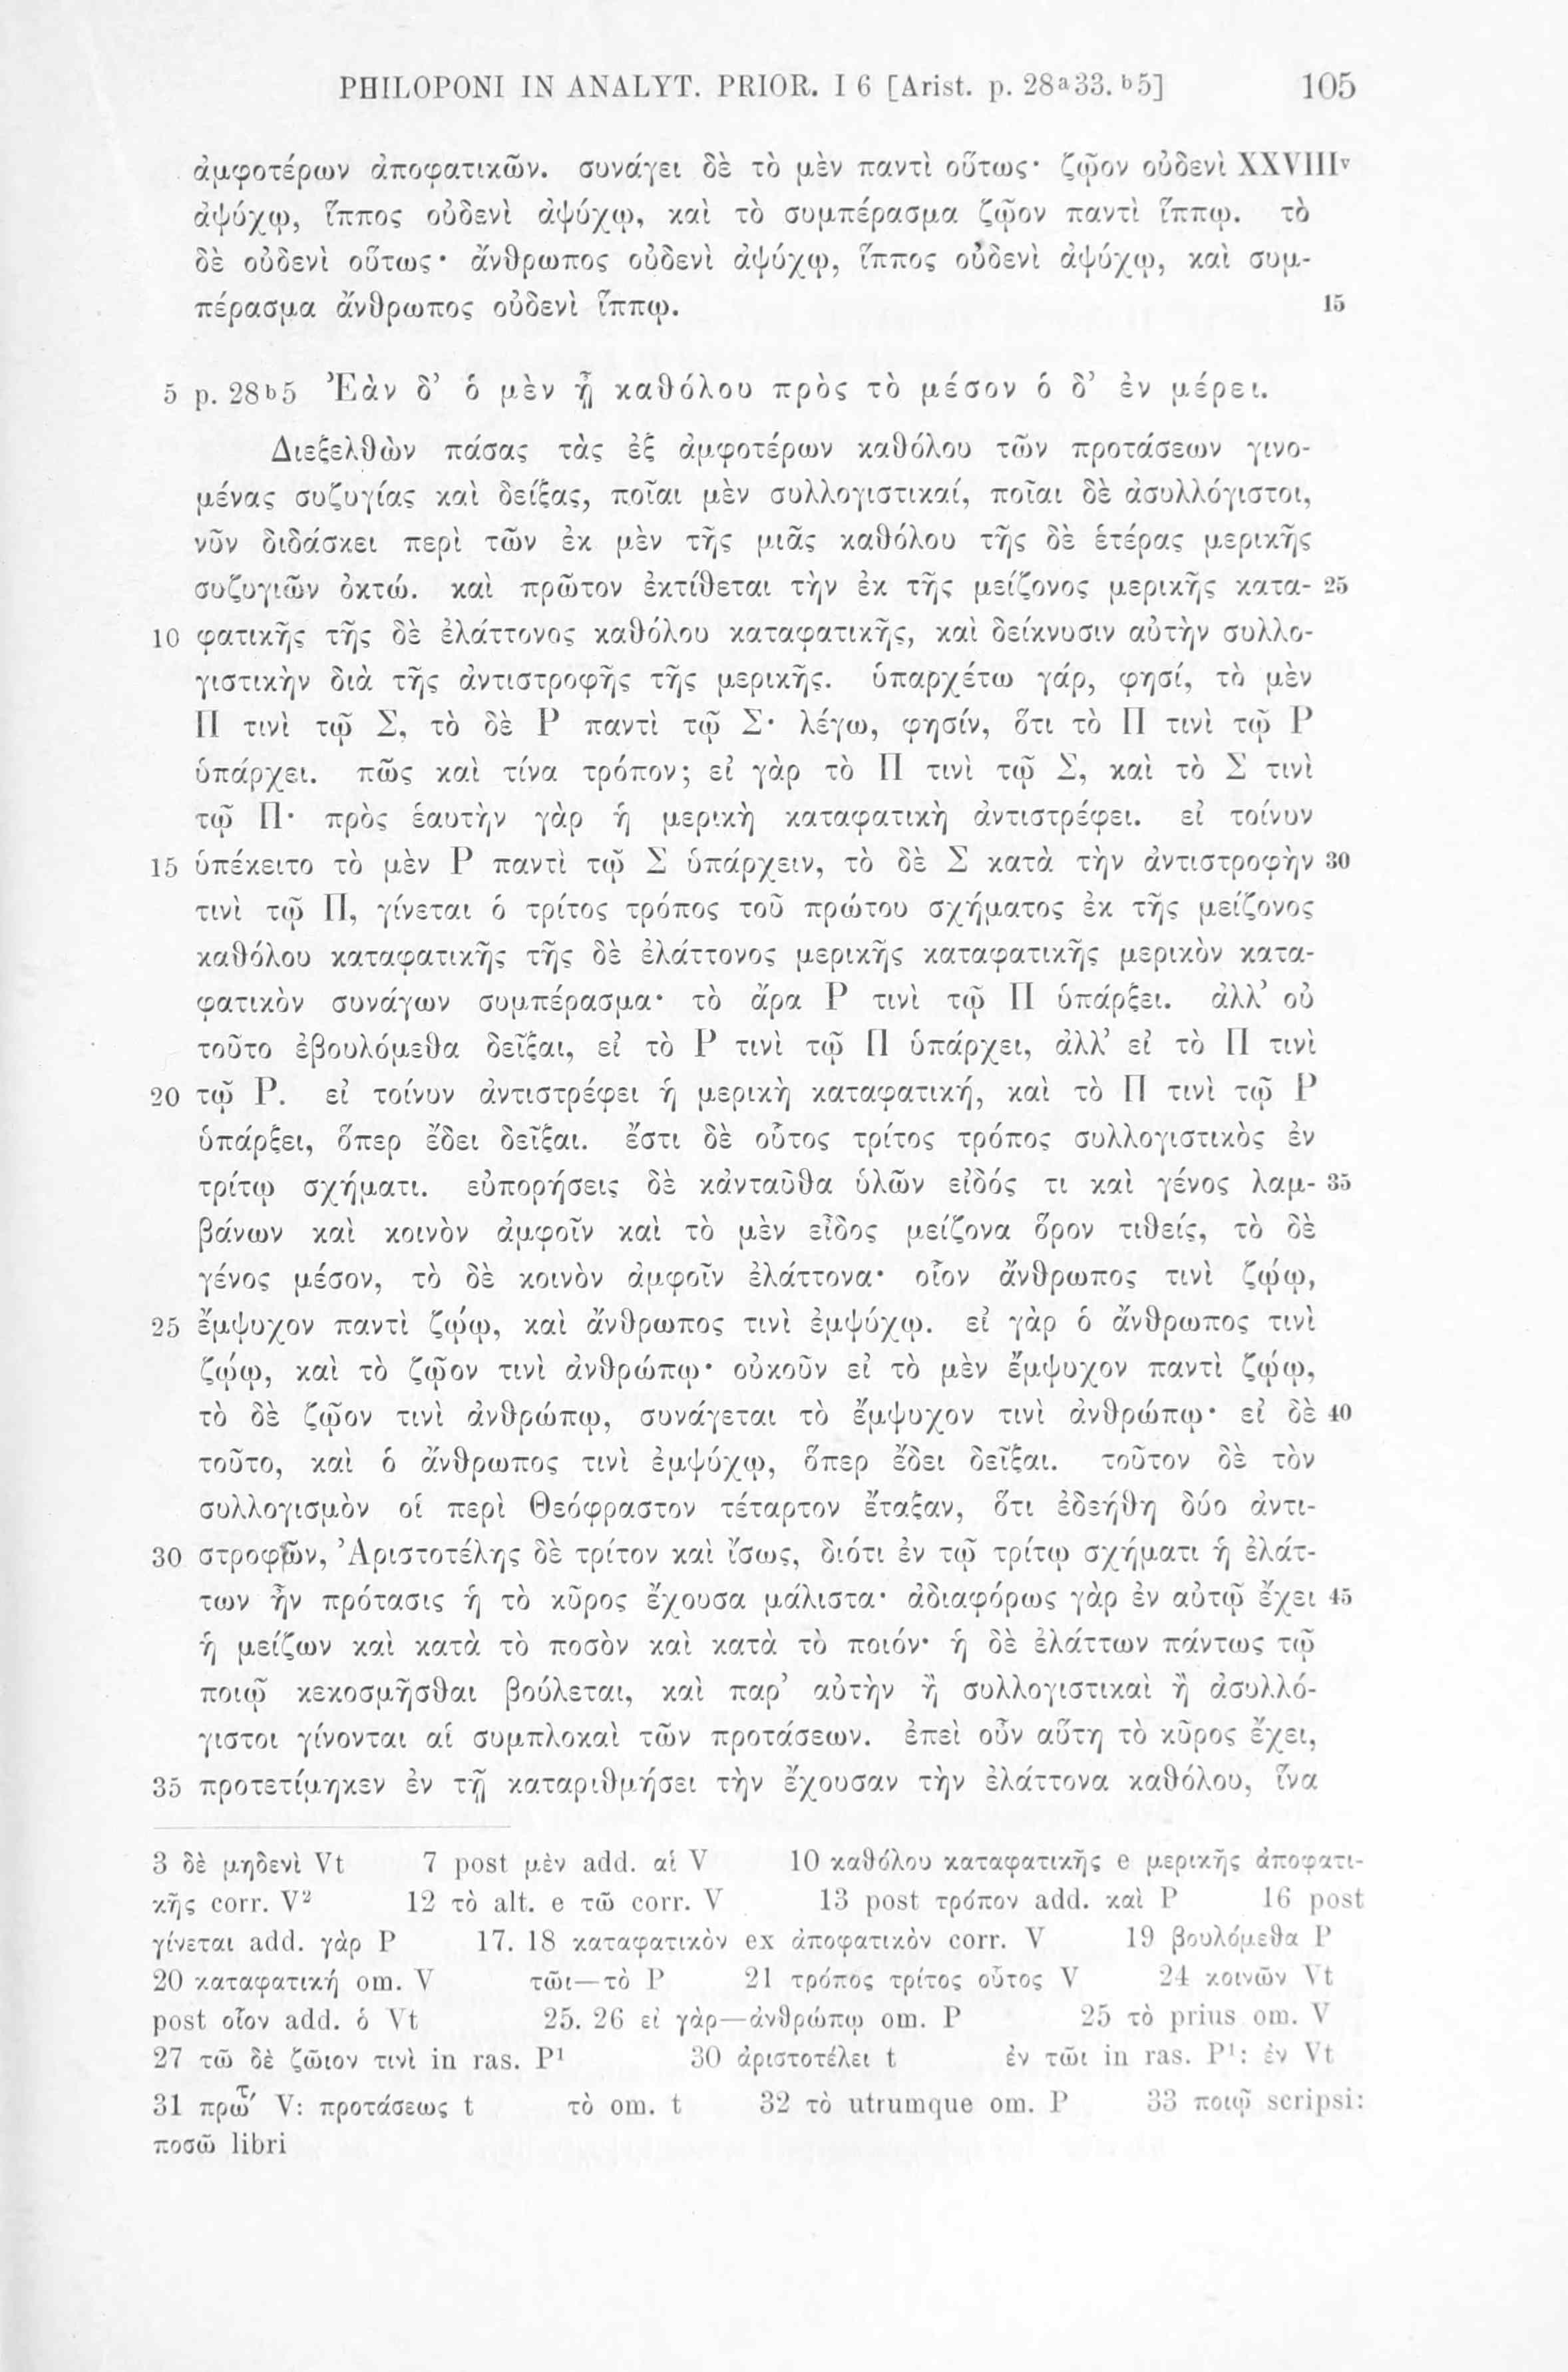 PHILOPONI IN ANALYT. PRIOR. I 6 [Arist. p. 28a33. b5] 105
ἀμφοτέρων ἀποφατικῶν. συνάγει δὲ τὸ μὲν παντὶ οὕτως· ζῷον οὐδενὶ XXVIIIv
ἀψύχῳ, ἵππος οὐδενὶ ἀψύχῳ, καὶ τὸ συμπέρασμα ζῷον παντὶ ἵππῳ. τὸ
δὲ οὐδενὶ οὕτως· ἄνθρωπος οὐδενὶ ἀψύχῳ, ἵππος οὐδενὶ ἀψύχῳ, καὶ συμ-
πέρασμα ἄνθρωπος οὐδενὶ ἵππῳ. 15
5 p. 28b5 Ἐὰν δ’ ὁ μὲν ᾖ καθόλου πρὸς τὸ μέσον ὁ δ’ ἐν μέρει.
Διεξελθὼν πάσας τὰς ἐξ ἀμφοτέρων καθόλου τῶν προτάσεων γινο-
μένας συζυγίας καὶ δείξας, ποῖαι μὲν συλλογιστικαί, ποῖαι δὲ ἀσυλλόγιστοι,
νῦν διδάσκει περὶ τῶν ἐκ μὲν τῆς μιᾶς καθόλου τῆς δὲ ἑτέρας μερικῆς
συζυγιῶν ὀκτώ. καὶ πρῶτον ἐκτίθεται τὴν ἐκ τῆς μείζονος μερικῆς κατα- 25
10 φατικῆς τῆς δὲ ἐλάττονος καθόλου καταφατικῆς, καὶ δείκνυσιν αὐτὴν συλλο-
γιστικὴν διὰ τῆς ἀντιστροφῆς τῆς μερικῆς. ὑπαρχέτω γάρ, φησί, τὸ μὲν
Π τινὶ τῷ Σ, τὸ δὲ Ρ παντὶ τῷ Σ· λέγω, φησίν, ὅτι τὸ Π τινὶ τῷ Ρ
ὑπάρχει. πῶς καὶ τίνα τρόπον; εἰ γὰρ τὸ Π τινὶ τῷ Σ, καὶ τὸ Σ τινὶ
τῷ Π· πρὸς ἑαυτὴν γὰρ ἡ μερικὴ καταφατικὴ ἀντιστρέφει. εἰ τοίνυν
15 ὑπέκειτο τὸ μὲν Ρ παντὶ τῷ Σ ὑπάρχειν, τὸ δὲ Σ κατὰ τὴν ἀντιστροφὴν 30
τινὶ τῷ Π, γίνεται ὁ τρίτος τρόπος τοῦ πρώτου σχήματος ἐκ τῆς μείζονος
καθόλου καταφατικῆς τῆς δὲ ἐλάττονος μερικῆς καταφατικῆς μερικὸν κατα-
φατικὸν συνάγων συμπέρασμα· τὸ ἄρα Ρ τινὶ τῷ Π ὑπάρξει. ἀλλ’ οὐ
τοῦτο ἐβουλόμεθα δεῖξαι, εἰ τὸ Ρ τινὶ τῷ Π ὑπάρχει, ἀλλ’ εἰ τὸ Π τινὶ
20 τῷ Ρ. εἰ τοίνυν ἀντιστρέφει ἡ μερικὴ καταφατική, καὶ τὸ Π τινὶ τῷ Ρ
ὑπάρξει, ὅπερ ἔδει δεῖξαι. ἔστι δὲ οὗτος τρίτος τρόπος συλλογιστικὸς ἐν
τρίτῳ σχήματι. εὐπορήσεις δὲ κἀνταῦθα ὑλῶν εἰδός τι καὶ γένος λαμ- 35
βάνων καὶ κοινὸν ἀμφοῖν καὶ τὸ μὲν εἶδος μείζονα ὅρον τιθείς, τὸ δὲ
γένος μέσον, τὸ δὲ κοινὸν ἀμφοῖν ἐλάττονα· οἷον ἄνθρωπος τινὶ ζῴῳ,
25 ἔμψυχον παντὶ ζῴῳ, καὶ ἄνθρωπος τινὶ ἐμψύχῳ. εἰ γὰρ ὁ ἄνθρωπος τινὶ
ζῴῳ, καὶ τὸ ζῷον τινὶ ἀνθρώπῳ· οὐκοῦν εἰ τὸ μὲν ἔμψυχον παντὶ ζῴῳ,
τὸ δὲ ζῷον τινὶ ἀνθρώπῳ, συνάγεται τὸ ἔμψυχον τινὶ ἀνθρώπῳ· εἰ δὲ 40
τοῦτο, καὶ ὁ ἄνθρωπος τινὶ ἐμψύχῳ, ὅπερ ἔδει δεῖξαι. τοῦτον δὲ τὸν
συλλογισμὸν οἱ περὶ Θεόφραστον τέταρτον ἔταξαν, ὅτι ἐδεήθη δύο ἀντι-
30 στροφῶν, Ἀριστοτέλης δὲ τρίτον καὶ ἴσως, διότι ἐν τῷ τρίτῳ σχήματι ἡ ἐλάτ-
των ἦν πρότασις ἡ τὸ κῦρος ἔχουσα μάλιστα· ἀδιαφόρως γὰρ ἐν αὐτῷ ἔχει 45
ἡ μείζων καὶ κατὰ τὸ ποσὸν καὶ κατὰ τὸ ποιόν· ἡ δὲ ἐλάττων πάντως τῷ
ποιῷ κεκοσμῆσθαι βούλεται, καὶ παρ’ αὐτὴν ἢ συλλογιστικαὶ ἢ ἀσυλλό-
γιστοι γίνονται αἱ συμπλοκαὶ τῶν προτάσεων. ἐπεὶ οὖν αὕτη τὸ κῦρος ἔχει,
35 προτετίμηκεν ἐν τῇ καταριθμήσει τὴν ἔχουσαν τὴν ἐλάττονα καθόλου, ἵνα
3 δὲ μηδενὶ Vt 7 post μὲν add. αἱ V 10 καθόλου καταφατικῆς e μερικῆς ἀποφατι-
κῆς corr. V² 12 τὸ alt. e τῶ corr. V 13 post τρόπον add. καὶ P 16 post
γίνεται add. γὰρ P 17. 18 καταφατικὸν ex ἀποφατικὸν corr. V 19 βουλόμεθα P
20 καταφατική om. V τῶι—τὸ P 21 τρόπος τρίτος οὗτος V 24 κοινῶν Vt
post οἷον add. ὁ Vt 25. 26 εἰ γὰρ—ἀνθρώπῳ om. P 25 τὸ prius om. V
27 τῶ δὲ ζῶιον τινὶ in ras. P¹ 30 ἀριστοτέλει t ἐν τῶι in ras. P¹: ἐν Vt
31 πρωτ́ V: προτάσεως t τὸ om. t 32 τὸ utrumque om. P 33 ποιῷ scripsi:
ποσῶ libri